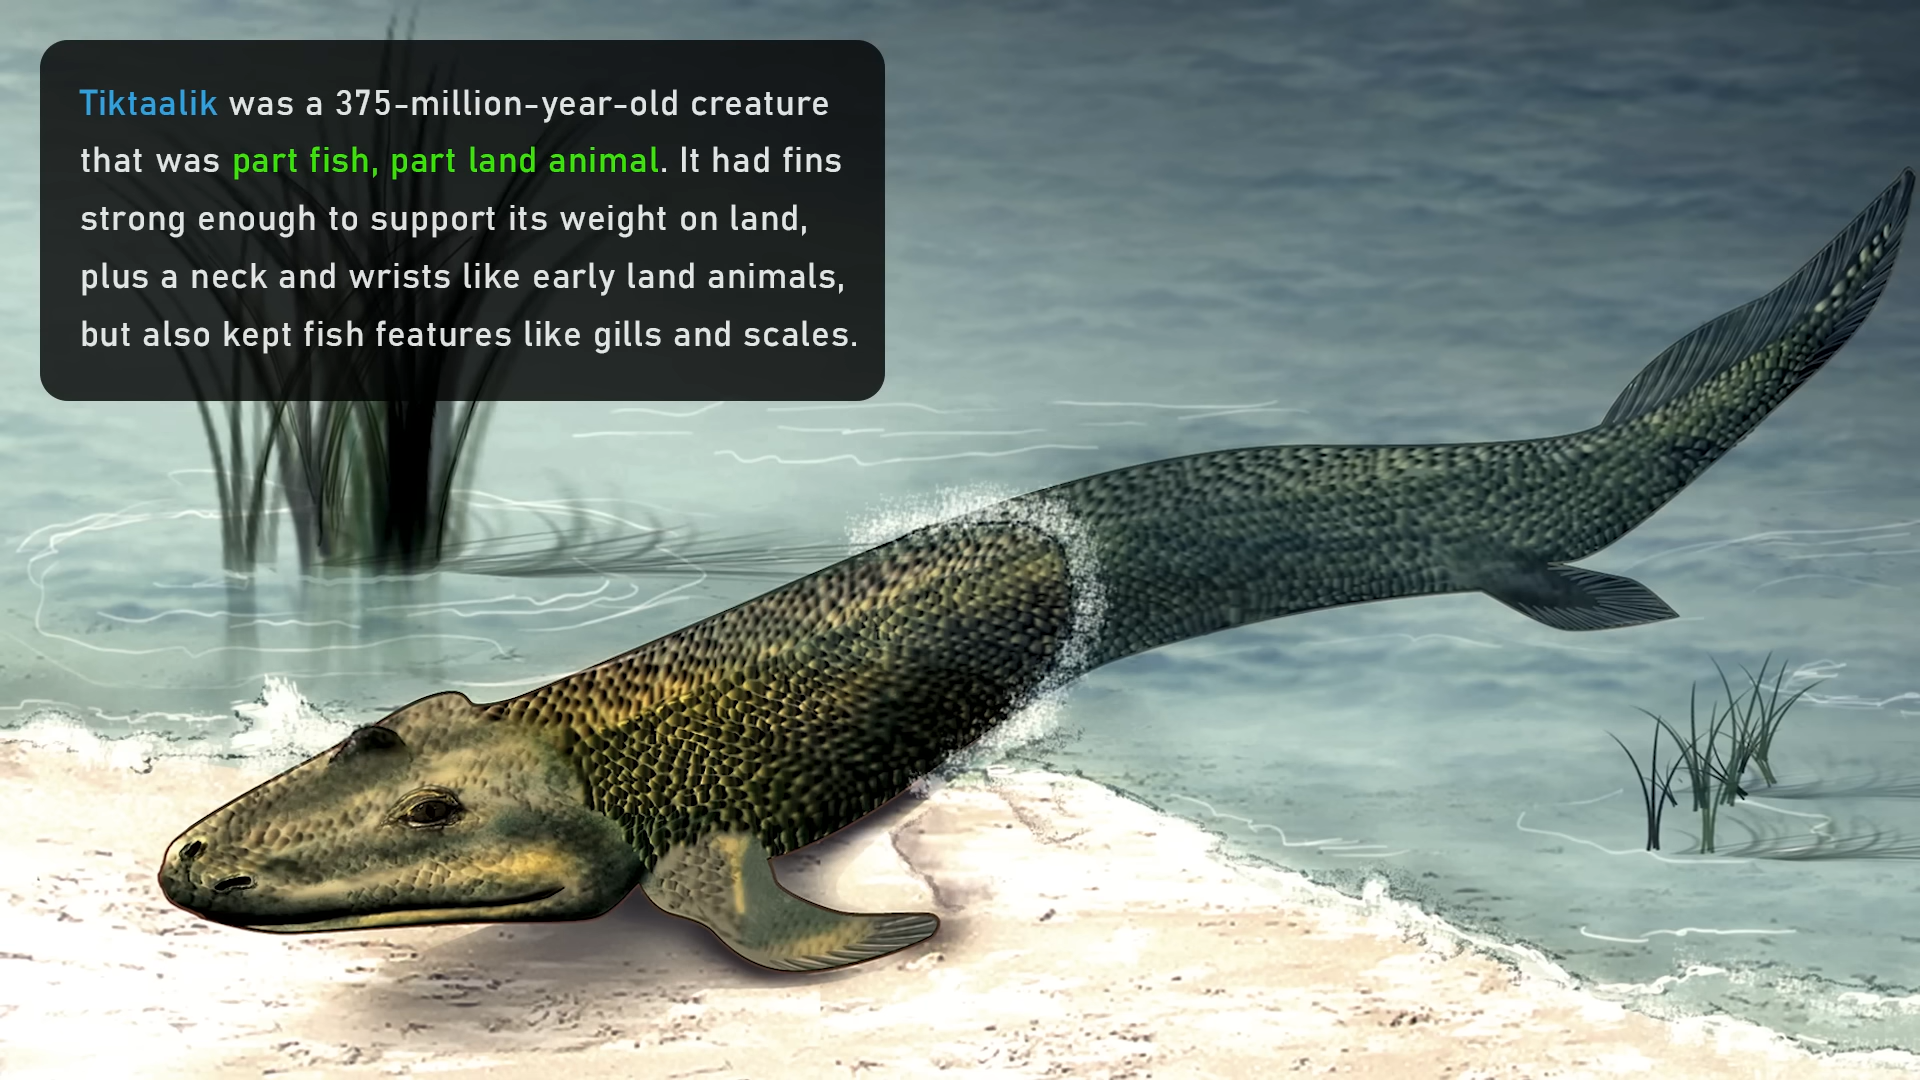 Tiktaalik was a 375-million-year-old creature
that was part fish, part land animal. It had fins
strong enough to support its weight on land,
plus a neck and wrists like early land animals,
but also kept fish features like gills and scales.